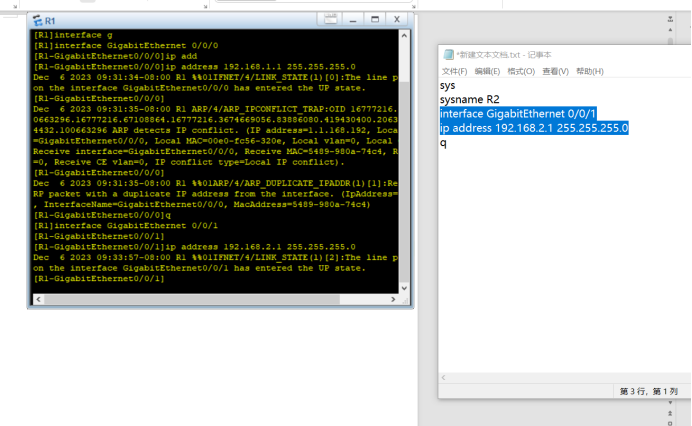 R1
[R1]interface g
[R1]interface GigabitEthernet 0/0/0
[R1-GigabitEthernet0/0/0]ip add
[R1-GigabitEthernet0/0/0]ip address 192.168.1.1 255.255.255.0
Dec  6 2023 09:31:34-08:00 R1 %%01IFNET/4/LINK_STATE(l)[0]:The line p
on the interface GigabitEthernet0/0/0 has entered the UP state.
[R1-GigabitEthernet0/0/0]
Dec  6 2023 09:31:35-08:00 R1 ARP/4/ARP_IPCONFLICT_TRAP:OID 16777216.
0663296.16777216.67108864.16777216.3674669056.83886080.419430400.2063
4432.100663296 ARP detects IP conflict. (IP address=1.1.168.192, Loca
=GigabitEthernet0/0/0, Local MAC=00e0-fc56-320e, Local vlan=0, Local
Receive interface=GigabitEthernet0/0/0, Receive MAC=5489-980a-74c4, R
=0, Receive CE vlan=0, IP conflict type=Local IP conflict).
[R1-GigabitEthernet0/0/0]
Dec  6 2023 09:31:35-08:00 R1 %%01ARP/4/ARP_DUPLICATE_IPADDR(l)[1]:Re
RP packet with a duplicate IP address from the interface. (IpAddress=
, InterfaceName=GigabitEthernet0/0/0, MacAddress=5489-980a-74c4)
[R1-GigabitEthernet0/0/0]q
[R1]interface GigabitEthernet 0/0/1
[R1-GigabitEthernet0/0/1]
[R1-GigabitEthernet0/0/1]ip address 192.168.2.1 255.255.255.0
Dec  6 2023 09:33:57-08:00 R1 %%01IFNET/4/LINK_STATE(l)[2]:The line p
on the interface GigabitEthernet0/0/1 has entered the UP state.
[R1-GigabitEthernet0/0/1]
*新建文本文档.txt - 记事本
文件(F) 编辑(E) 格式(O) 查看(V) 帮助(H)
sys
sysname R2
interface GigabitEthernet 0/0/1
ip address 192.168.2.1 255.255.255.0
q
第 3 行，第 1 列